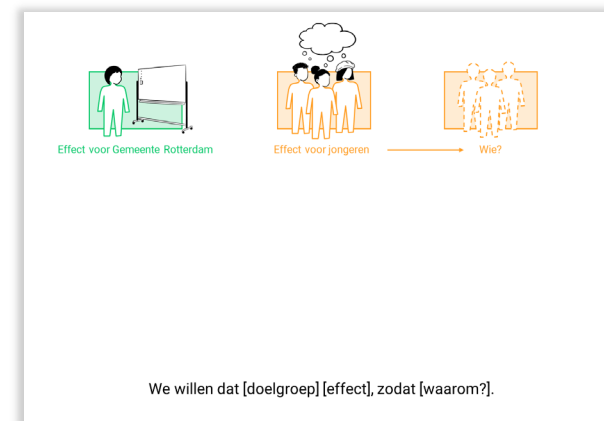 Effect voor Gemeente Rotterdam
Effect voor jongeren
Wie?
We willen dat [doelgroep] [effect], zodat [waarom?].